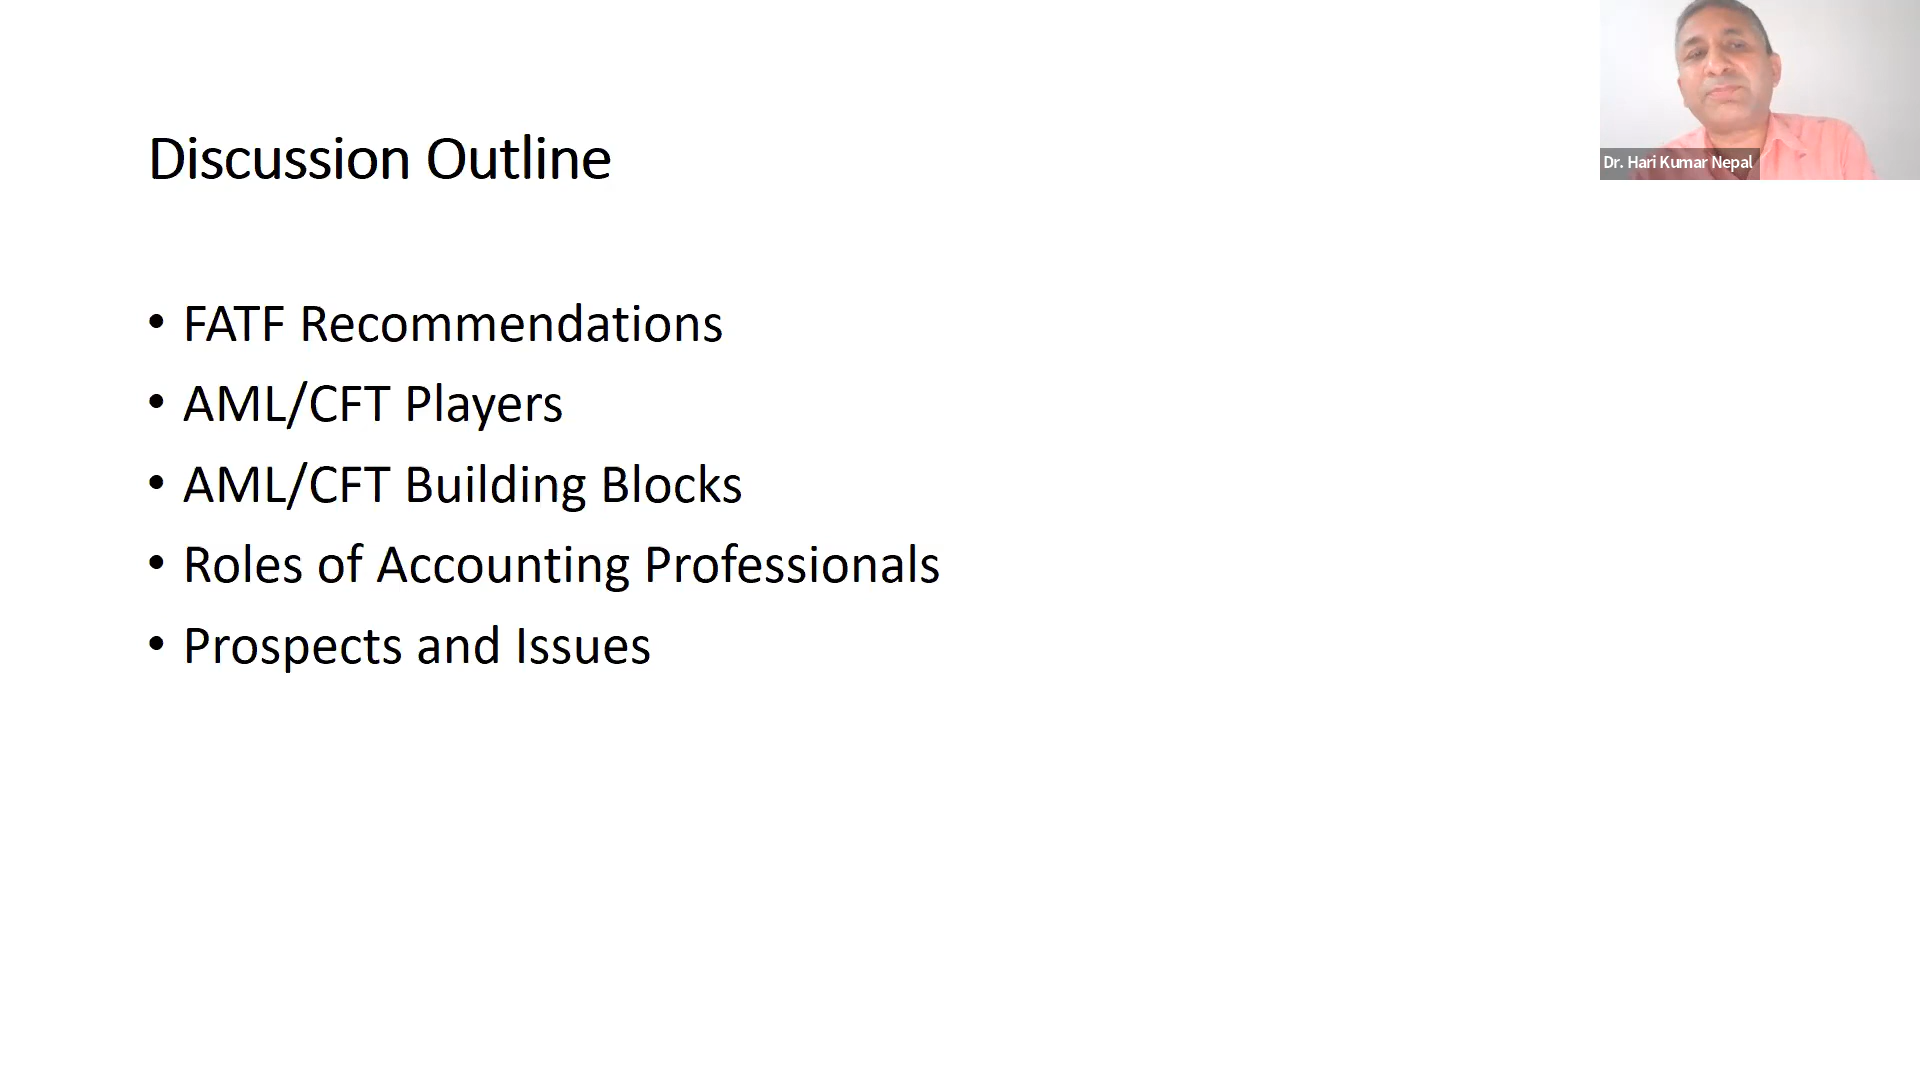 Discussion Outline
• FATF Recommendations
• AML/CFT Players
• AML/CFT Building Blocks
• Roles of Accounting Professionals
• Prospects and Issues
Dr. Hari Kumar Nepal